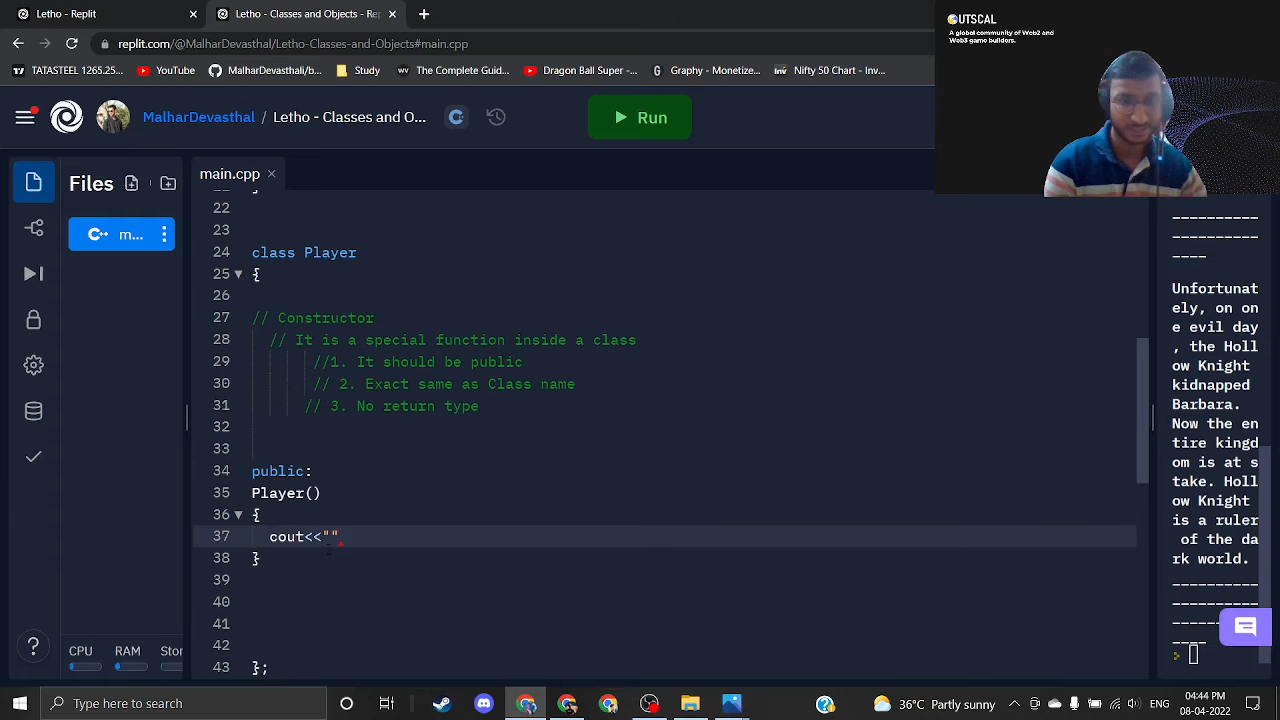 Letho - Replit
Letho - Classes and Objects - Rep
replit.com/@MalharDevasthal/Letho-Classes-and-Objects#main.cpp
TATASTEEL 1265.25... YouTube MalharDevasthali/b... Study The Complete Guid... Dragon Ball Super -... Graphy - Monetize... Nifty 50 Chart - Inv...
OUTSCAL
A global community of Web2 and
Web3 game builders.
MalharDevasthal / Letho - Classes and O...
Run
Files
main.cpp
m...
22
23
24 class Player
25 {
26
27 // Constructor
28 // It is a special function inside a class
29 //1. It should be public
30 // 2. Exact same as Class name
31 // 3. No return type
32
33
34 public:
35 Player()
36 {
37 cout<<""
38 }
39
40
41
42
43 };
CPU RAM Stor
--------
--------
----
Unfortunat
ely, on on
e evil day
, the Holl
ow Knight
kidnapped
Barbara.
Now the en
tire kingd
om is at s
take. Holl
ow Knight
is a ruler
of the da
rk world.
Type here to search
36°C Partly sunny
ENG
04:44 PM
08-04-2022